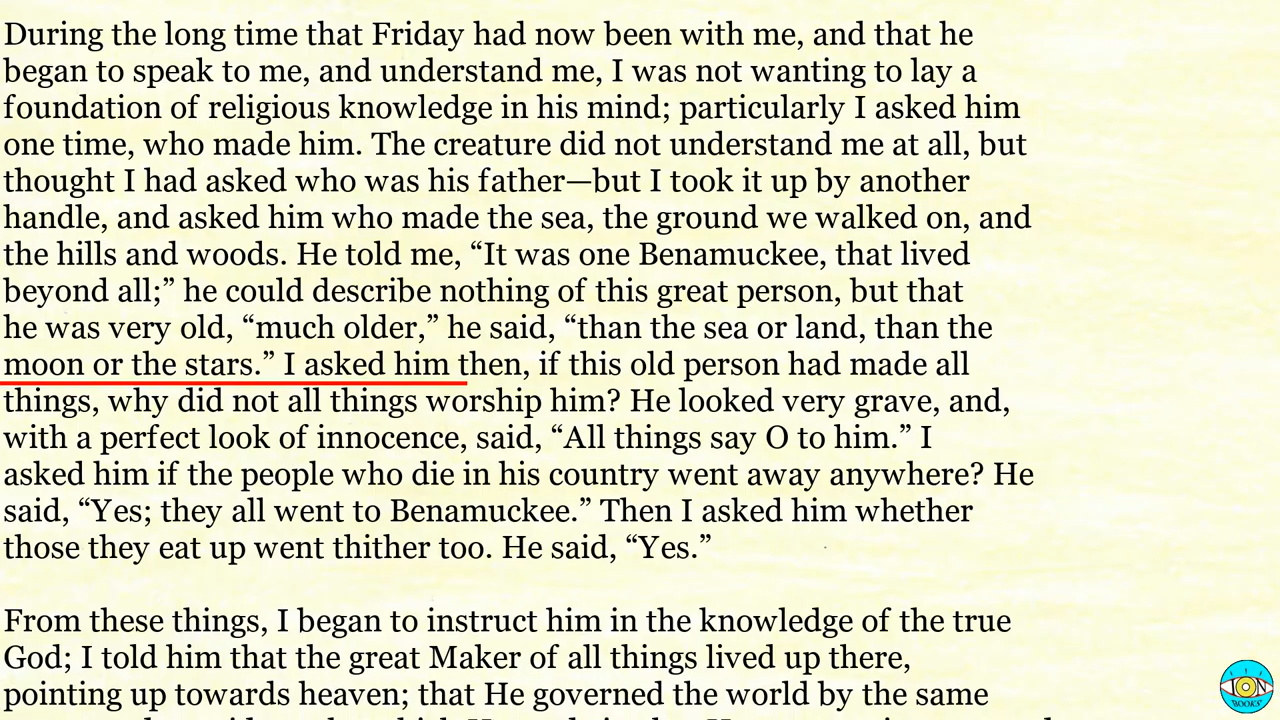 During the long time that Friday had now been with me, and that he
began to speak to me, and understand me, I was not wanting to lay a
foundation of religious knowledge in his mind; particularly I asked him
one time, who made him. The creature did not understand me at all, but
thought I had asked who was his father—but I took it up by another
handle, and asked him who made the sea, the ground we walked on, and
the hills and woods. He told me, “It was one Benamuckee, that lived
beyond all;” he could describe nothing of this great person, but that
he was very old, “much older,” he said, “than the sea or land, than the
moon or the stars.” I asked him then, if this old person had made all
things, why did not all things worship him? He looked very grave, and,
with a perfect look of innocence, said, “All things say O to him.” I
asked him if the people who die in his country went away anywhere? He
said, “Yes; they all went to Benamuckee.” Then I asked him whether
those they eat up went thither too. He said, “Yes.”
From these things, I began to instruct him in the knowledge of the true
God; I told him that the great Maker of all things lived up there,
pointing up towards heaven; that He governed the world by the same
ION
BOOKS